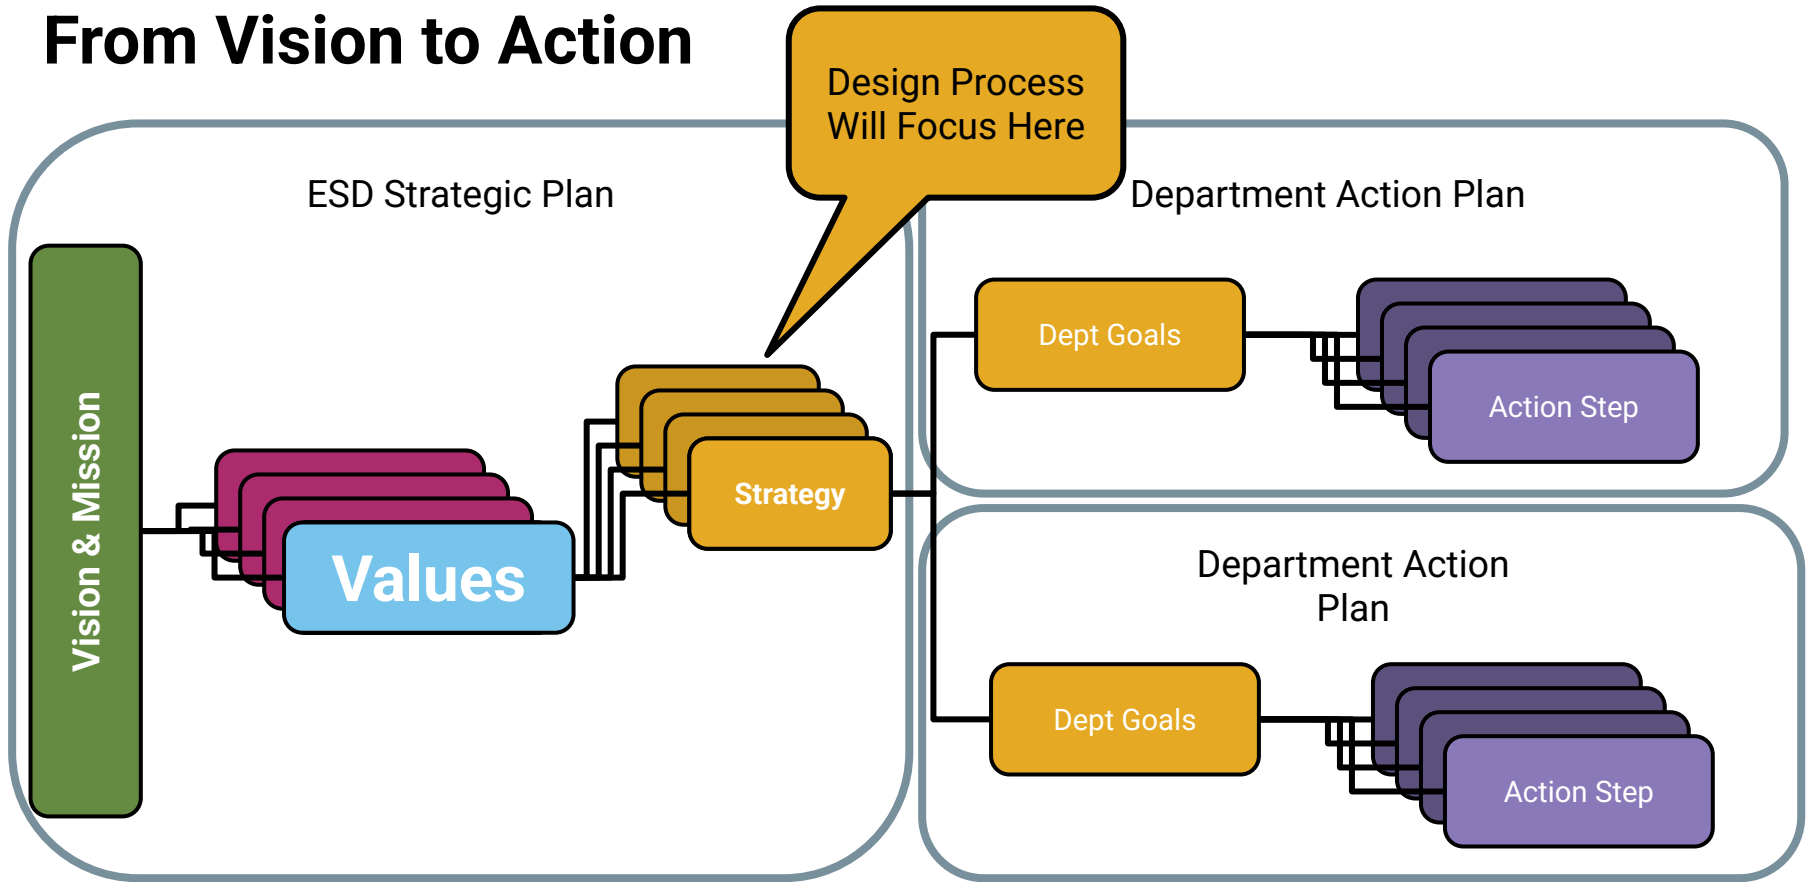 From Vision to Action
Design Process
Will Focus Here
ESD Strategic Plan
Vision & Mission
Values
Strategy
Department Action Plan
Dept Goals
Action Step
Department Action
Plan
Dept Goals
Action Step